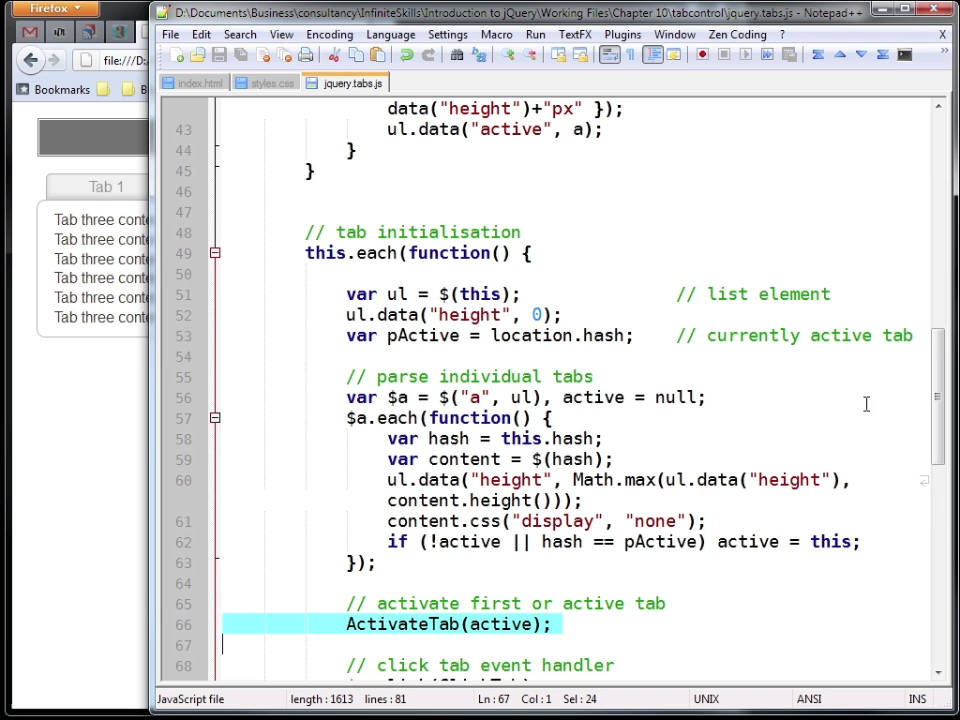 Firefox
D:\Documents\Business\consultancy\InfiniteSkills\Introduction to jQuery\Working Files\Chapter 10\tabcontrol\jquery.tabs.js - Notepad++
File Edit Search View Encoding Language Settings Macro Run TextFX Plugins Window Zen Coding ? X
file:///D:
index.html styles.css jquery.tabs.js
Bookmarks
data("height")+"px" });
43 ul.data("active", a);
44 }
45 }
46
47
48 // tab initialisation
49 this.each(function() {
50
51 var ul = $(this); // list element
52 ul.data("height", 0);
53 var pActive = location.hash; // currently active tab
54
55 // parse individual tabs
56 var $a = $("a", ul), active = null;
57 $a.each(function() {
58 var hash = this.hash;
59 var content = $(hash);
60 ul.data("height", Math.max(ul.data("height"),
content.height()));
61 content.css("display", "none");
62 if (!active || hash == pActive) active = this;
63 });
64
65 // activate first or active tab
66 ActivateTab(active);
67
68 // click tab event handler
Tab 1
Tab three conte
Tab three conte
Tab three conte
Tab three conte
Tab three conte
Tab three conte
JavaScript file length : 1613 lines : 81 Ln : 67 Col : 1 Sel : 24 UNIX ANSI INS